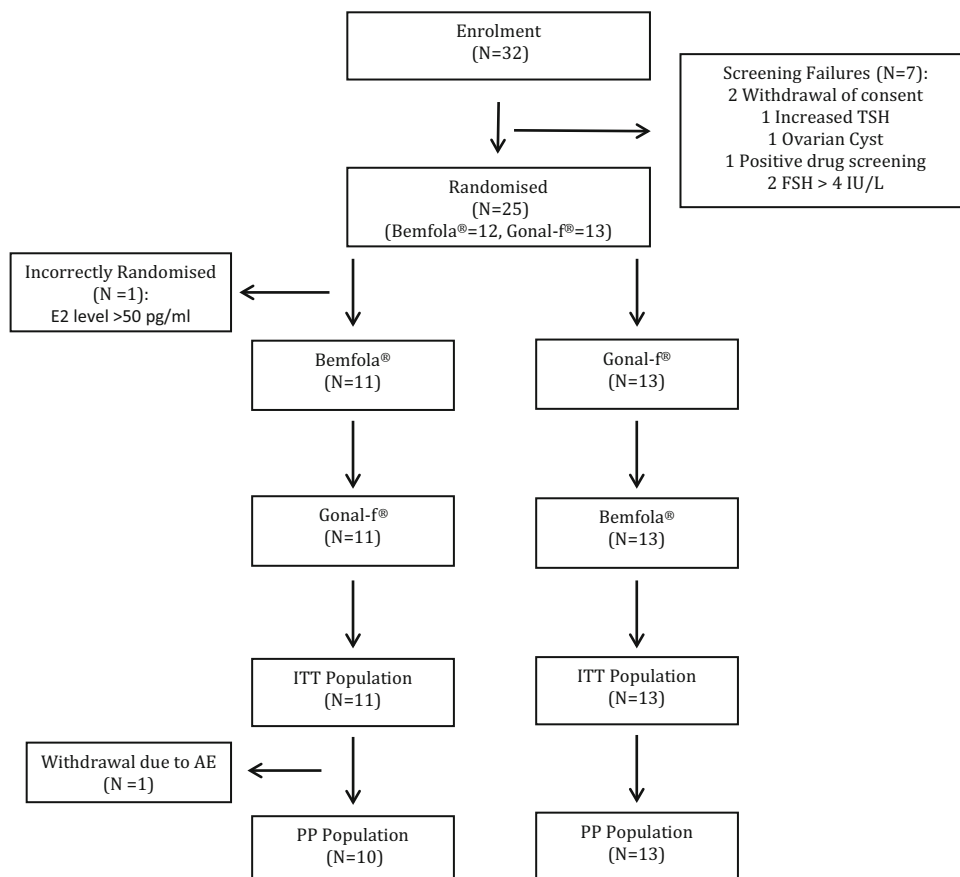 Enrolment
(N=32)
Screening Failures (N=7):
2 Withdrawal of consent
1 Increased TSH
1 Ovarian Cyst
1 Positive drug screening
2 FSH > 4 IU/L
Randomised
(N=25)
(Bemfola®=12, Gonal-f®=13)
Incorrectly Randomised
(N =1):
E2 level >50 pg/ml
Bemfola®
(N=11)
Gonal-f®
(N=13)
Gonal-f®
(N=11)
Bemfola®
(N=13)
ITT Population
(N=11)
ITT Population
(N=13)
Withdrawal due to AE
(N =1)
PP Population
(N=10)
PP Population
(N=13)